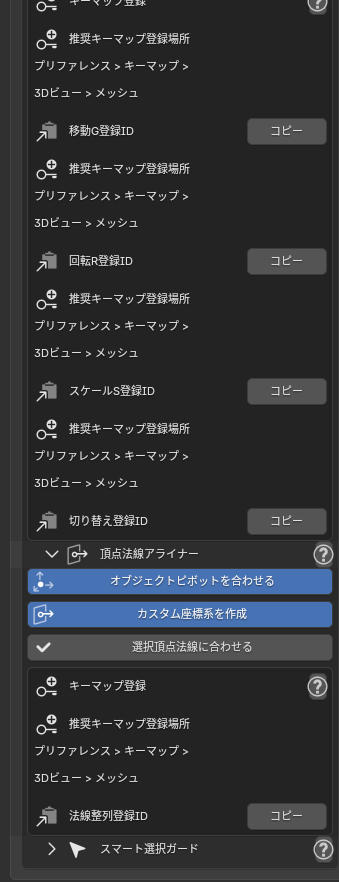 キーマップ登録
?
推奨キーマップ登録場所
プリファレンス > キーマップ >
3Dビュー > メッシュ
移動G登録ID
コピー
推奨キーマップ登録場所
プリファレンス > キーマップ >
3Dビュー > メッシュ
回転R登録ID
コピー
推奨キーマップ登録場所
プリファレンス > キーマップ >
3Dビュー > メッシュ
スケールS登録ID
コピー
推奨キーマップ登録場所
プリファレンス > キーマップ >
3Dビュー > メッシュ
切り替え登録ID
コピー
頂点法線アライナー
?
オブジェクトピボットを合わせる
カスタム座標系を作成
選択頂点法線に合わせる
キーマップ登録
?
推奨キーマップ登録場所
プリファレンス > キーマップ >
3Dビュー > メッシュ
法線整列登録ID
コピー
スマート選択ガード
?